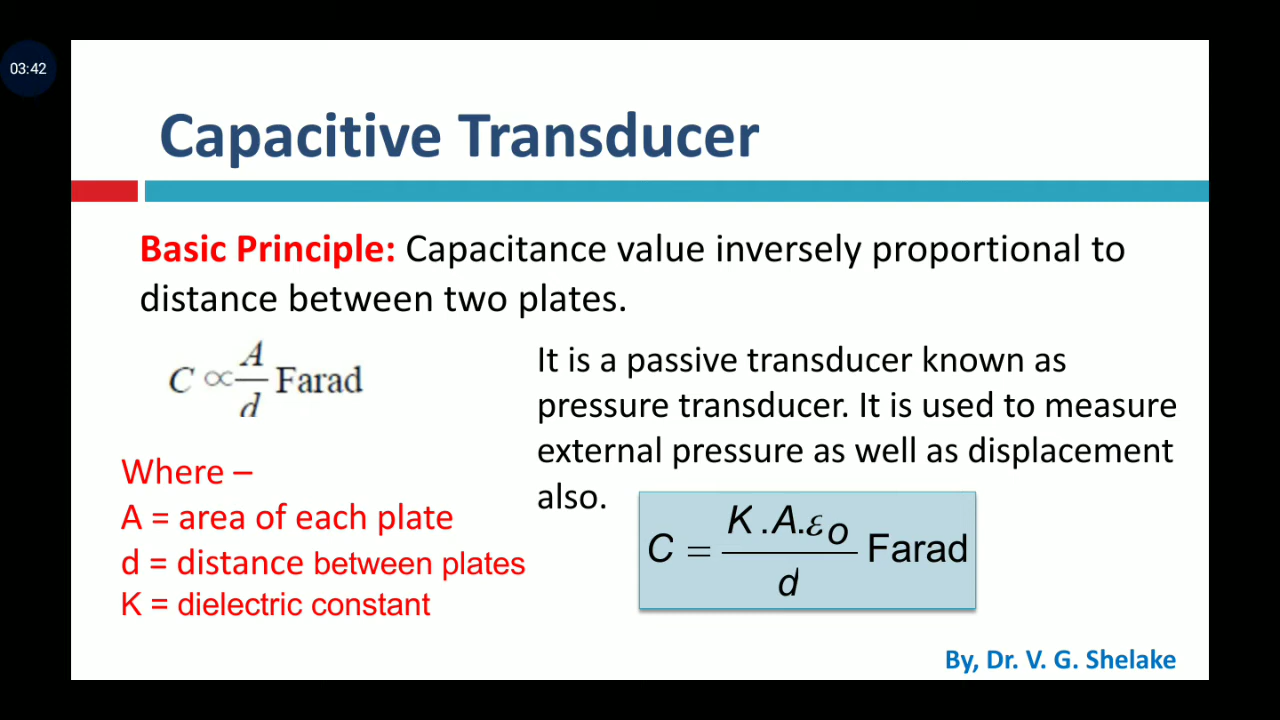 03:42
Capacitive Transducer
Basic Principle: Capacitance value inversely proportional to
distance between two plates.
C ∝ A/d Farad
It is a passive transducer known as
pressure transducer. It is used to measure
external pressure as well as displacement
also.
Where –
A = area of each plate
d = distance between plates
K = dielectric constant
C = K.A.εo/d Farad
By, Dr. V. G. Shelake